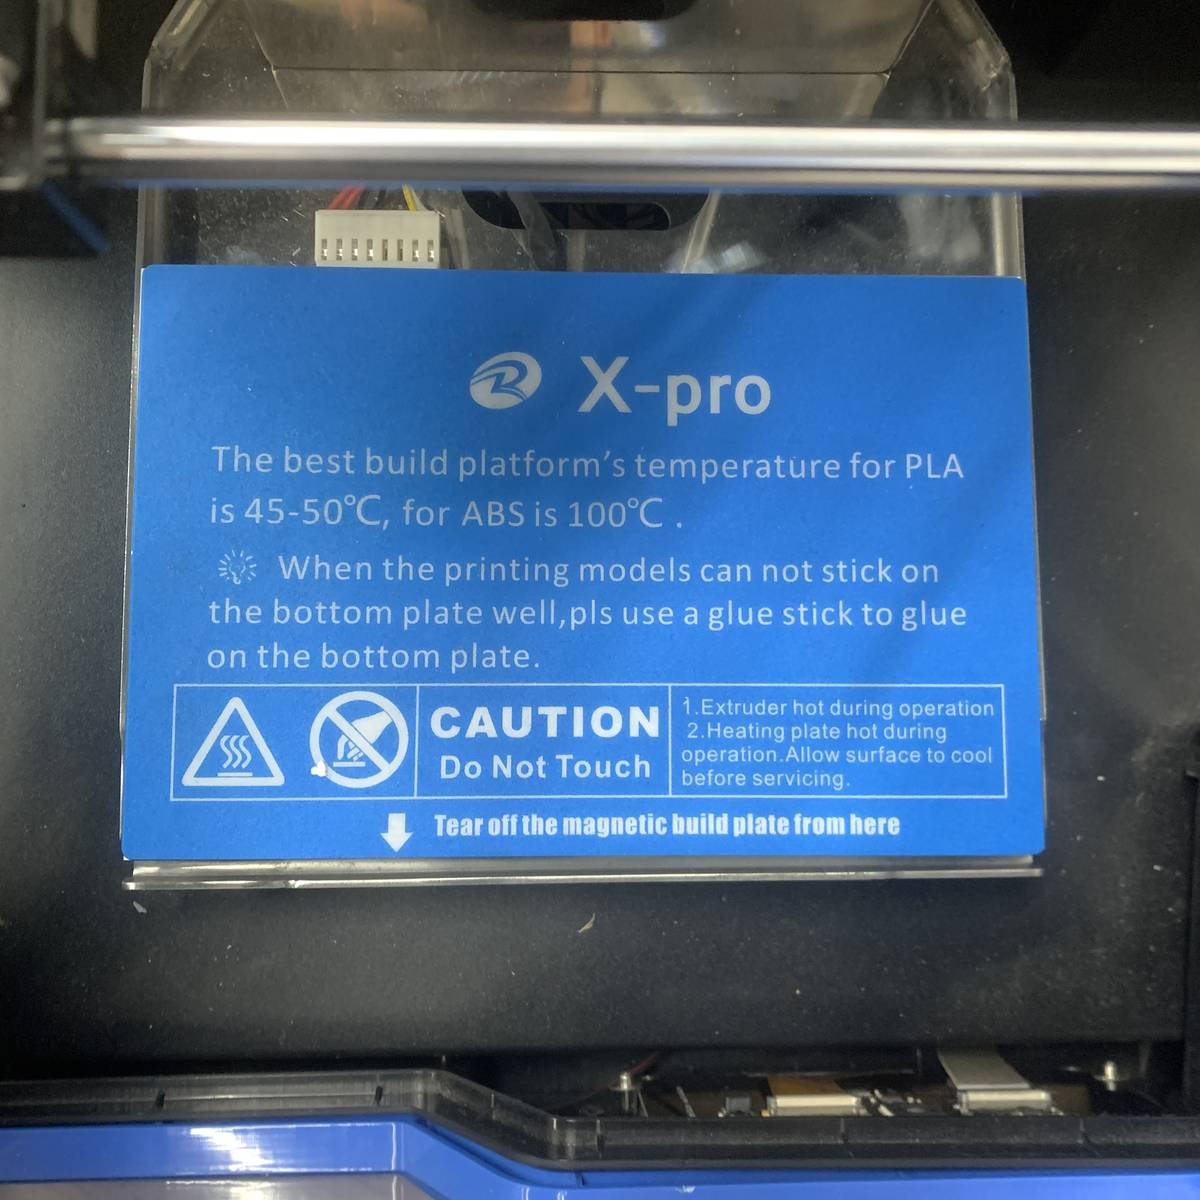 X-pro
The best build platform's temperature for PLA
is 45-50℃, for ABS is 100℃ .
When the printing models can not stick on
the bottom plate well,pls use a glue stick to glue
on the bottom plate.
CAUTION
Do Not Touch
1.Extruder hot during operation
2.Heating plate hot during
operation.Allow surface to cool
before servicing.
Tear off the magnetic build plate from here